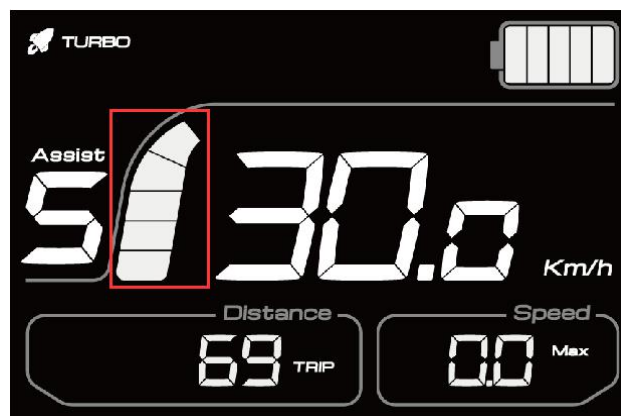 TURBO
Assist
5 30.0 Km/h
Distance Speed
69 TRIP 0.0 Max